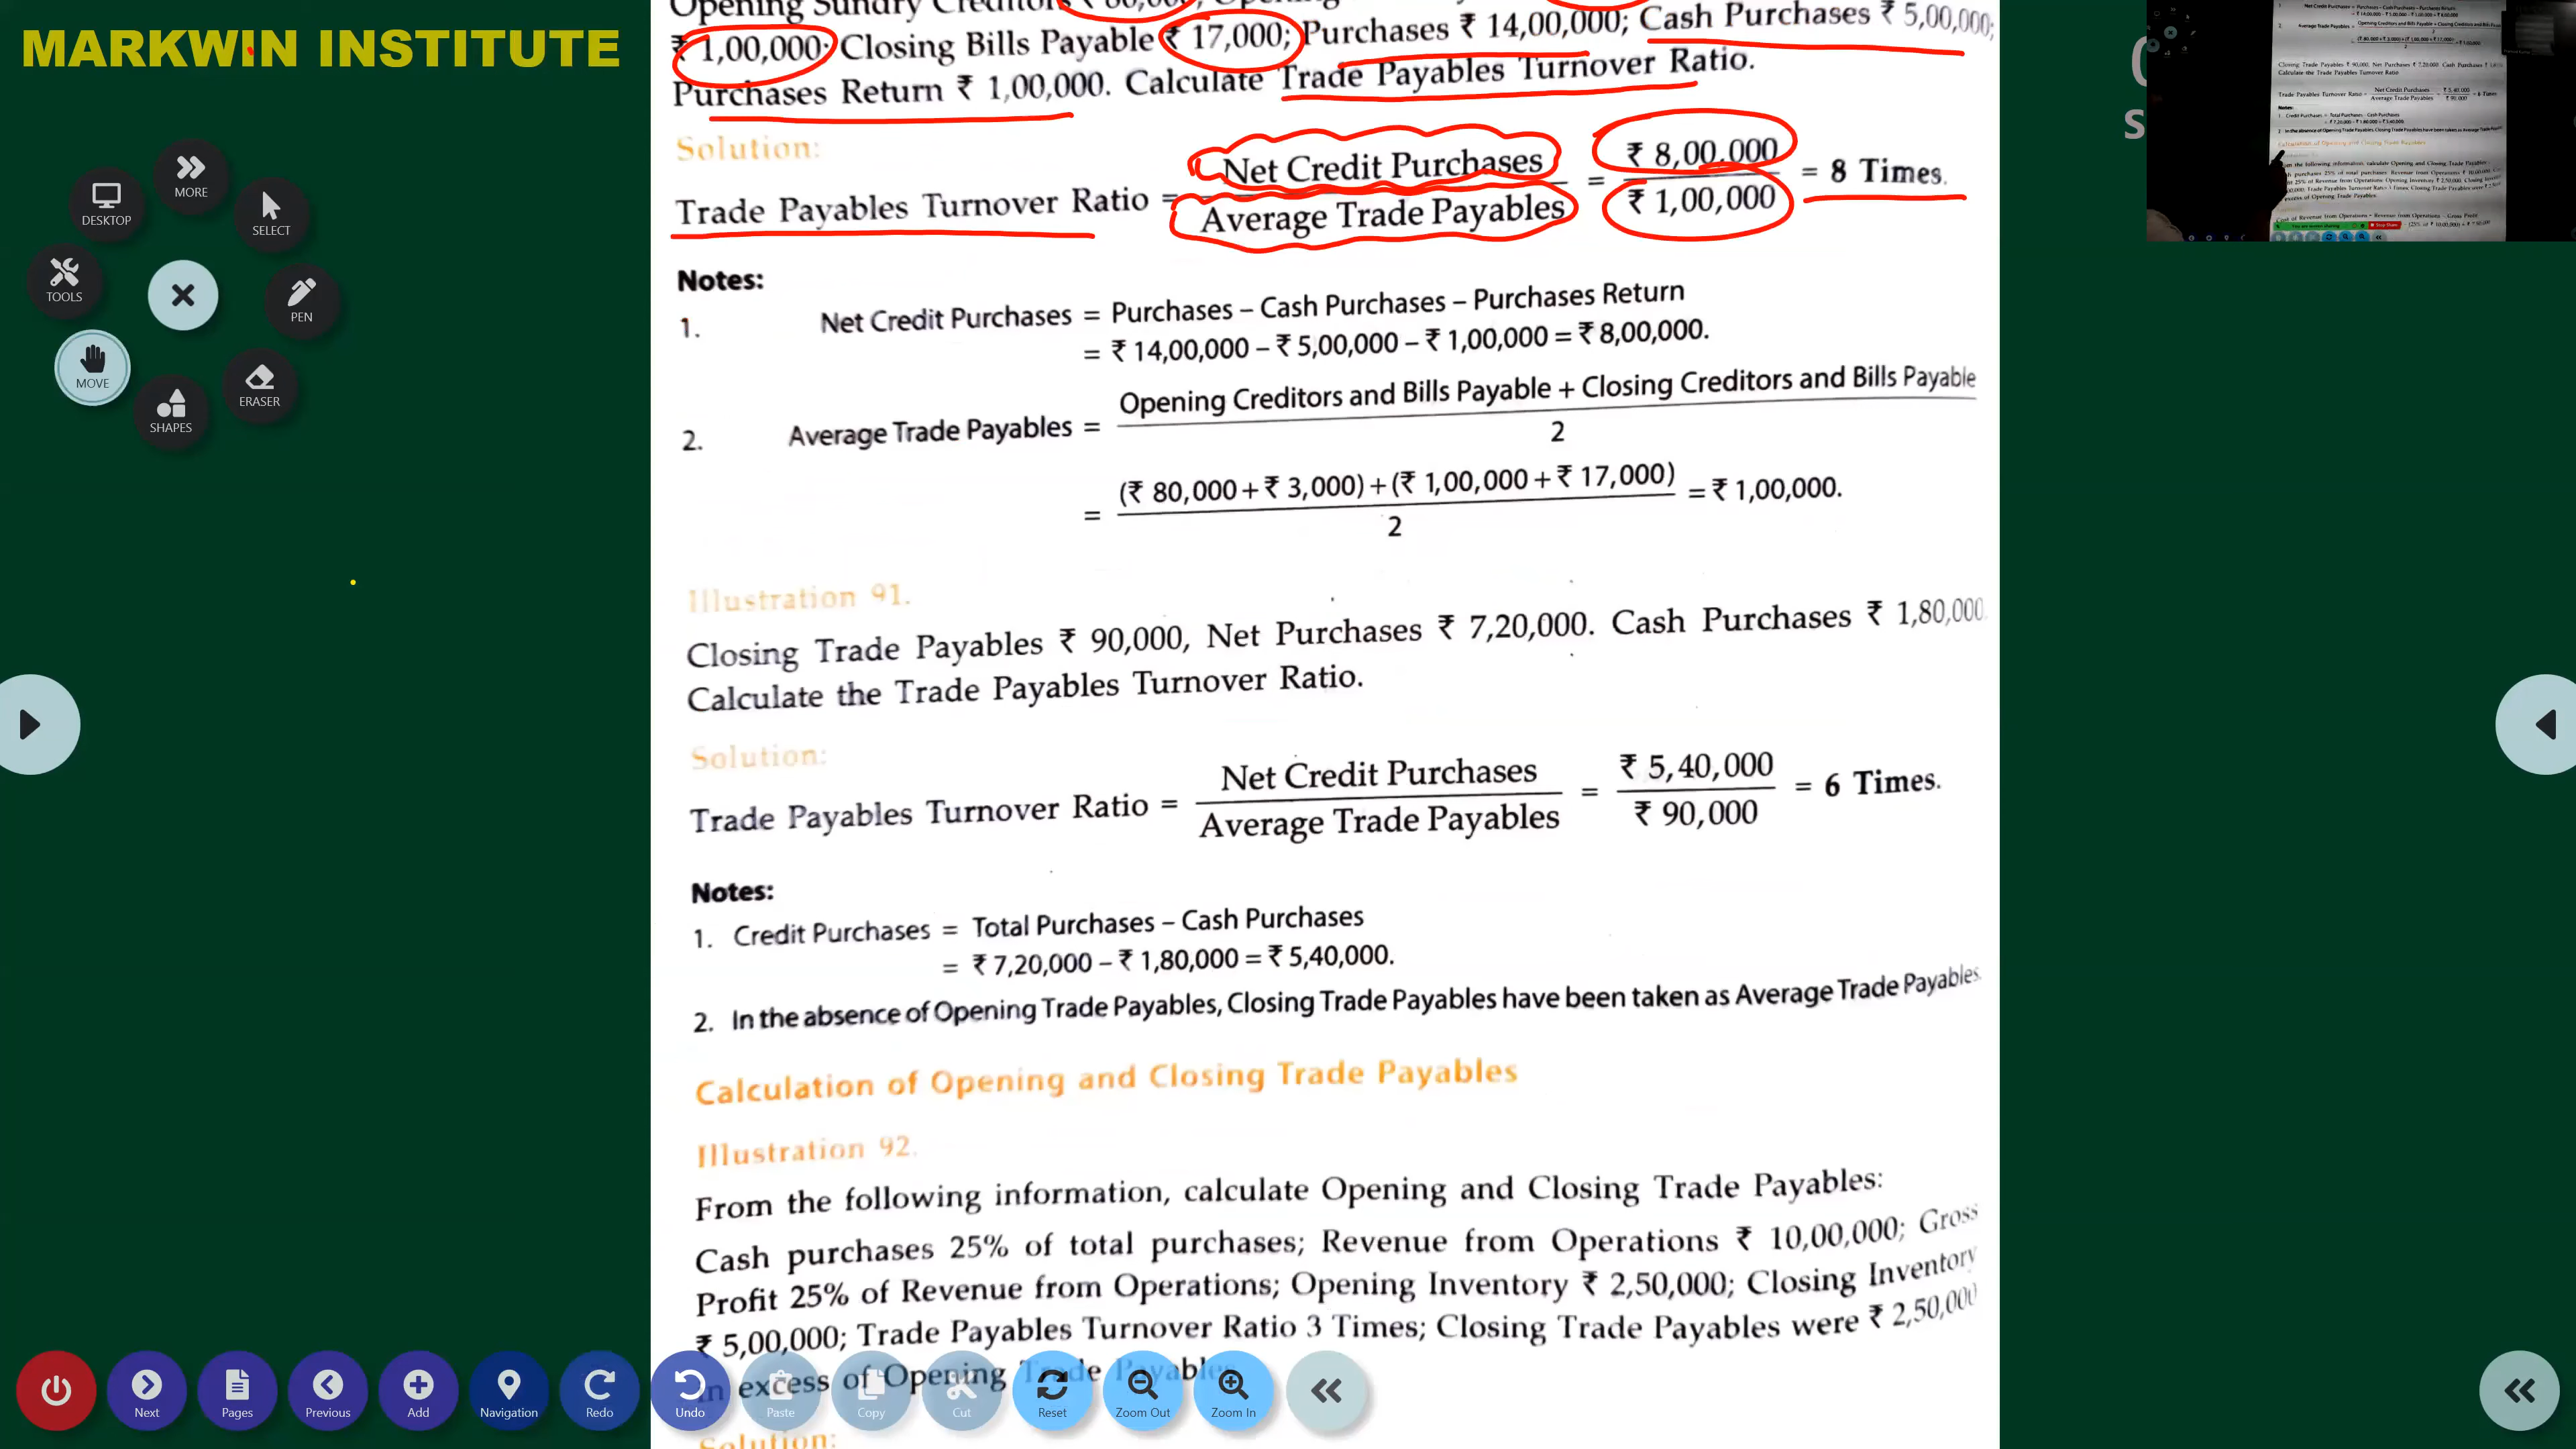 MARKWIN INSTITUTE
MORE
DESKTOP
SELECT
TOOLS
PEN
MOVE
ERASER
SHAPES
Opening Sundry Creditors
₹ 1,00,000; Closing Bills Payable ₹ 17,000; Purchases ₹ 14,00,000; Cash Purchases ₹ 5,00,000;
Purchases Return ₹ 1,00,000. Calculate Trade Payables Turnover Ratio.
Solution:
Trade Payables Turnover Ratio = Net Credit Purchases / Average Trade Payables = ₹ 8,00,000 / ₹ 1,00,000 = 8 Times.
Notes:
1. Net Credit Purchases = Purchases – Cash Purchases – Purchases Return
= ₹ 14,00,000 – ₹ 5,00,000 – ₹ 1,00,000 = ₹ 8,00,000.
2. Average Trade Payables = Opening Creditors and Bills Payable + Closing Creditors and Bills Payable / 2
= (₹ 80,000 + ₹ 3,000) + (₹ 1,00,000 + ₹ 17,000) / 2 = ₹ 1,00,000.
Illustration 91.
Closing Trade Payables ₹ 90,000, Net Purchases ₹ 7,20,000. Cash Purchases ₹ 1,80,000
Calculate the Trade Payables Turnover Ratio.
Solution:
Trade Payables Turnover Ratio = Net Credit Purchases / Average Trade Payables = ₹ 5,40,000 / ₹ 90,000 = 6 Times.
Notes:
1. Credit Purchases = Total Purchases – Cash Purchases
= ₹ 7,20,000 – ₹ 1,80,000 = ₹ 5,40,000.
2. In the absence of Opening Trade Payables, Closing Trade Payables have been taken as Average Trade Payables.
Calculation of Opening and Closing Trade Payables
Illustration 92.
From the following information, calculate Opening and Closing Trade Payables:
Cash purchases 25% of total purchases; Revenue from Operations ₹ 10,00,000; Gross
Profit 25% of Revenue from Operations; Opening Inventory ₹ 2,50,000; Closing Inventory
₹ 5,00,000; Trade Payables Turnover Ratio 3 Times; Closing Trade Payables were ₹ 2,50,000
in excess of Opening Trade Payables
Solution:
Next
Pages
Previous
Add
Navigation
Redo
Undo
Paste
Copy
Cut
Reset
Zoom Out
Zoom In